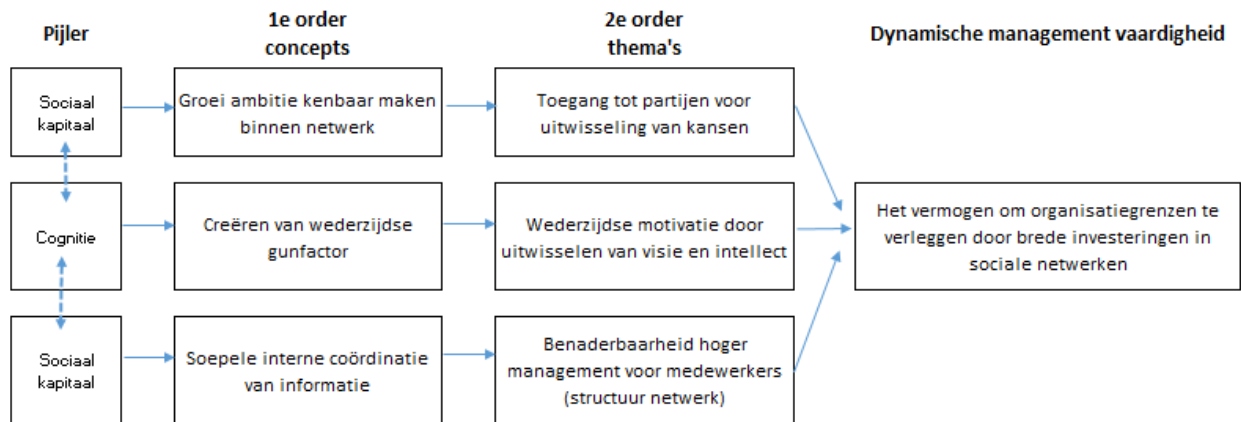 Pijler
1e order
concepts
2e order
thema's
Dynamische management vaardigheid
Sociaal
kapitaal
Groei ambitie kenbaar maken
binnen netwerk
Toegang tot partijen voor
uitwisseling van kansen
Cognitie
Creëren van wederzijdse
gunfactor
Wederzijdse motivatie door
uitwisselen van visie en intellect
Het vermogen om organisatiegrenzen te
verleggen door brede investeringen in
sociale netwerken
Sociaal
kapitaal
Soepele interne coördinatie
van informatie
Benaderbaarheid hoger
management voor medewerkers
(structuur netwerk)